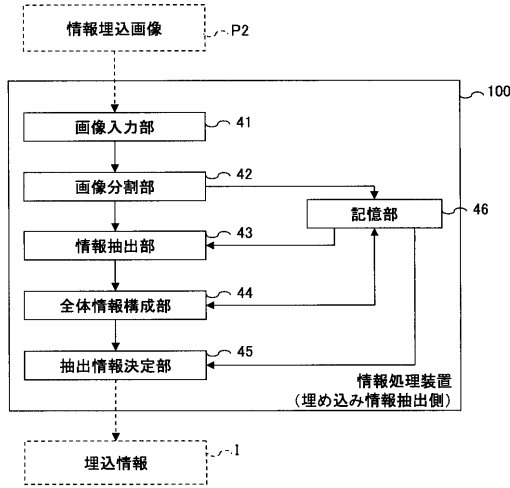 情報埋込画像
P2
100
画像入力部
41
画像分割部
42
記憶部
46
情報抽出部
43
全体情報構成部
44
抽出情報決定部
45
情報処理装置
（埋め込み情報抽出側）
埋込情報
I